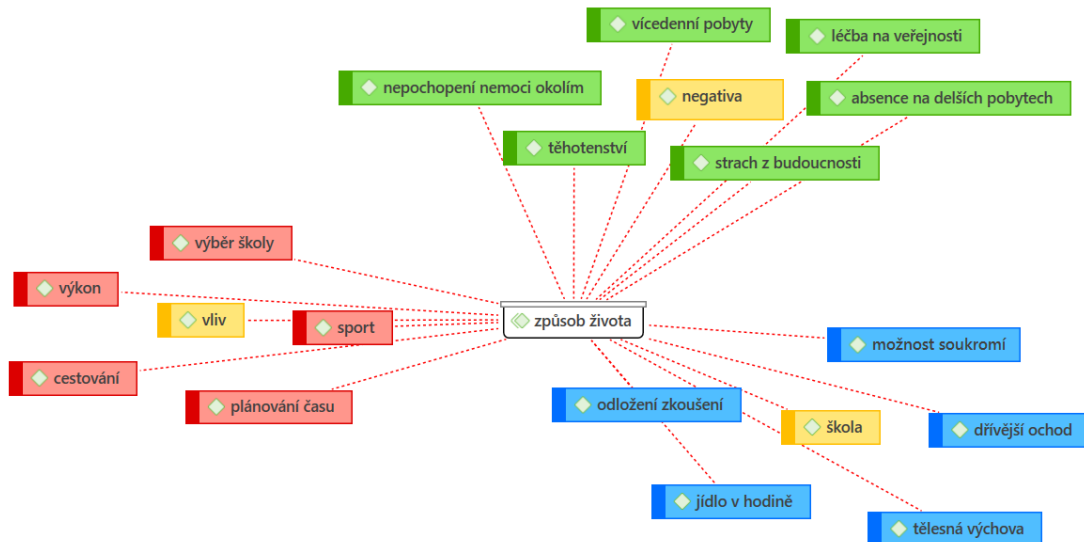 vícedenní pobyty
léčba na veřejnosti
nepochopení nemoci okolím
negativa
absence na delších pobytech
těhotenství
strach z budoucnosti
výběr školy
výkon
vliv
sport
způsob života
možnost soukromí
cestování
plánování času
odložení zkoušení
škola
dřívější ochod
jídlo v hodině
tělesná výchova